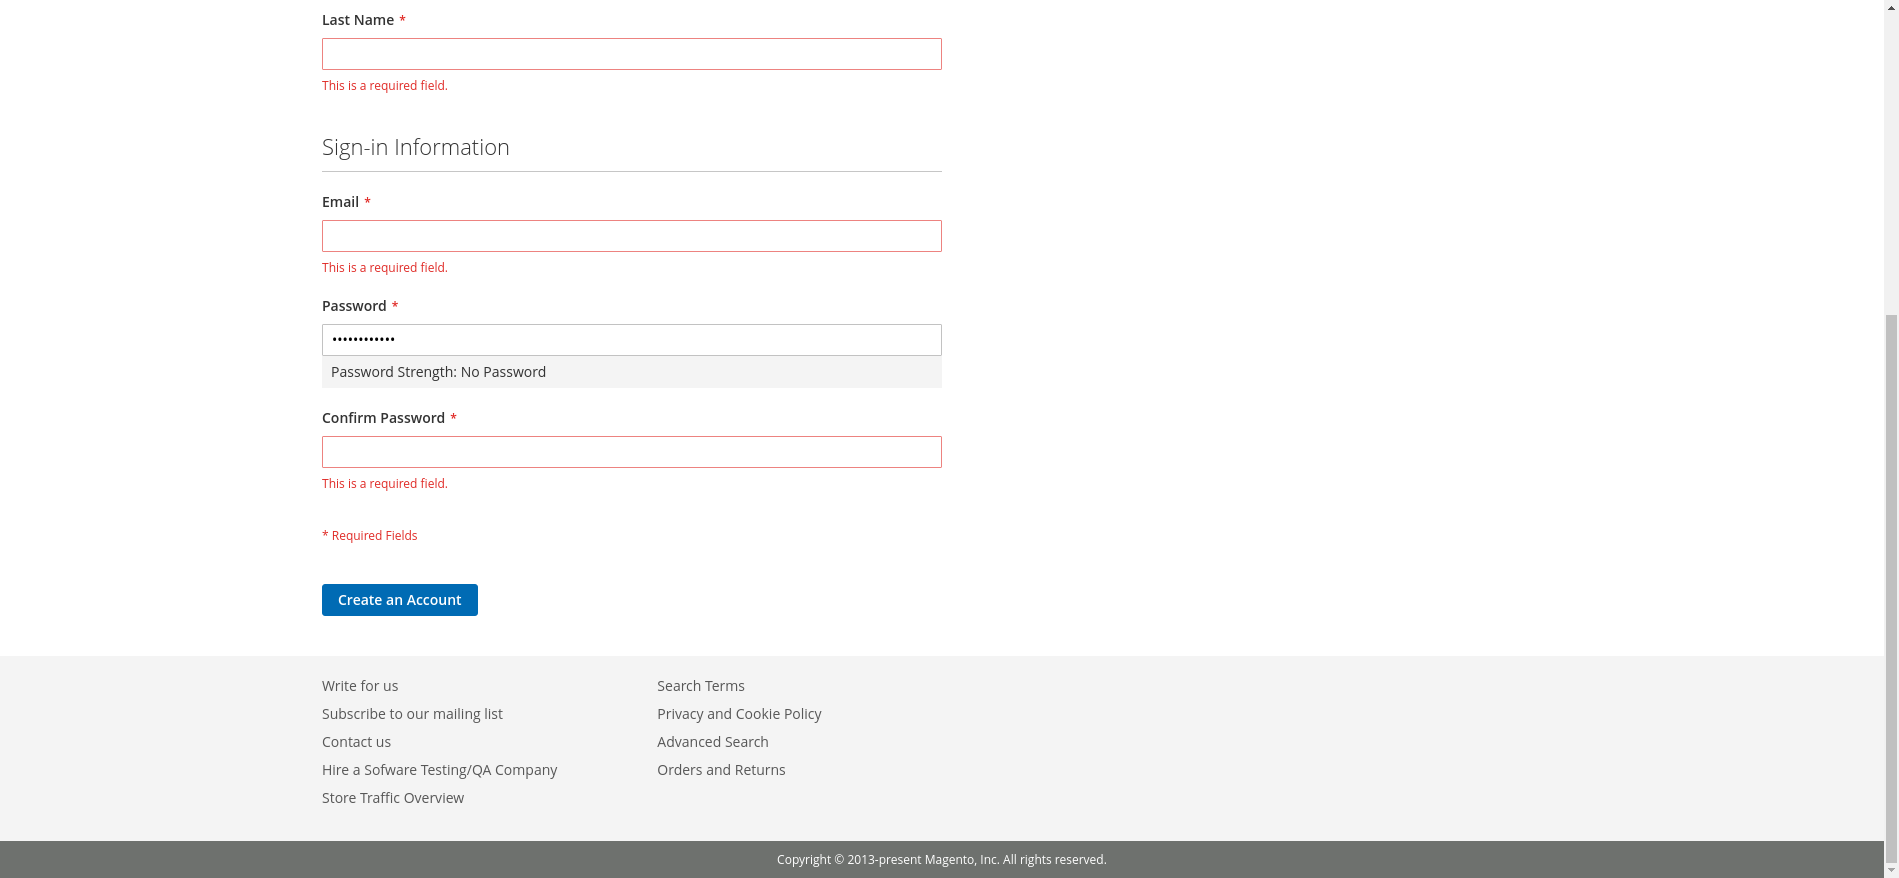 Last Name *
This is a required field.
Sign-in Information
Email *
This is a required field.
Password *
••••••••••••
Password Strength: No Password
Confirm Password *
This is a required field.
* Required Fields
Create an Account
Write for us
Subscribe to our mailing list
Contact us
Hire a Sofware Testing/QA Company
Store Traffic Overview
Search Terms
Privacy and Cookie Policy
Advanced Search
Orders and Returns
Copyright © 2013-present Magento, Inc. All rights reserved.